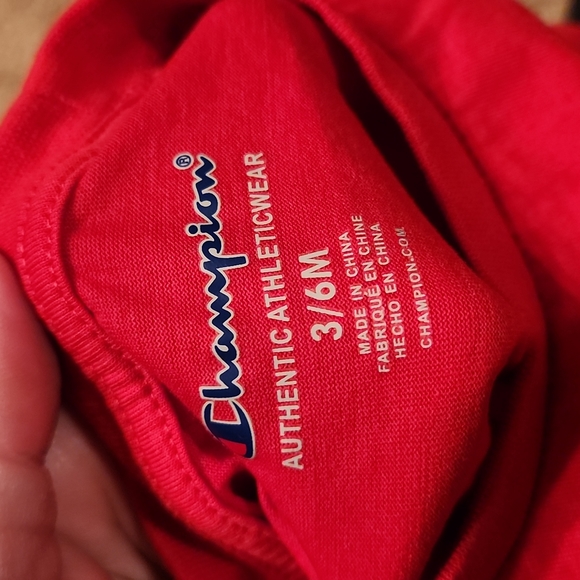 Champion®
AUTHENTIC ATHLETICWEAR
3/6M
MADE IN CHINA
FABRIQUÉ EN CHINE
HECHO EN CHINA
CHAMPION.COM